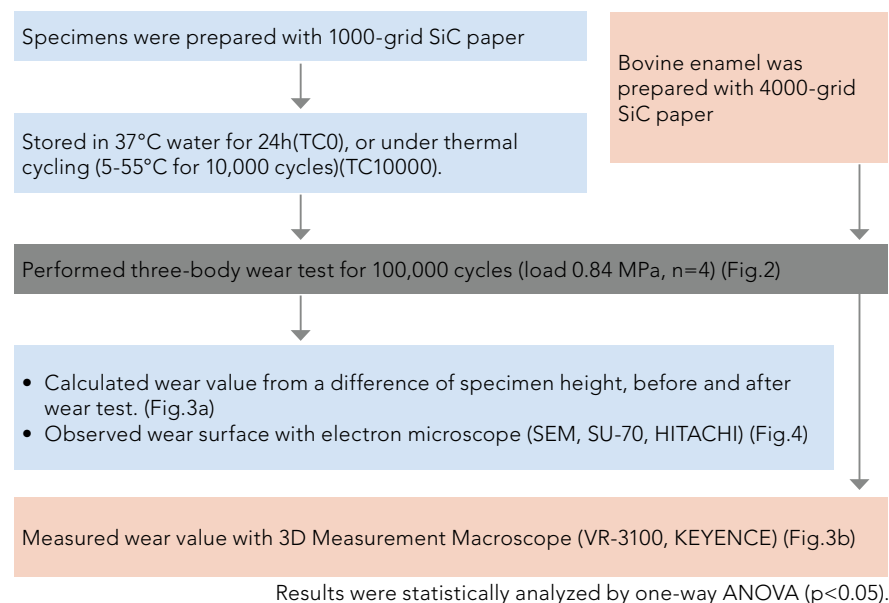 Specimens were prepared with 1000-grid SiC paper
Bovine enamel was
prepared with 4000-grid
SiC paper
Stored in 37°C water for 24h(TC0), or under thermal
cycling (5-55°C for 10,000 cycles)(TC10000).
Performed three-body wear test for 100,000 cycles (load 0.84 MPa, n=4) (Fig.2)
• Calculated wear value from a difference of specimen height, before and after
wear test. (Fig.3a)
• Observed wear surface with electron microscope (SEM, SU-70, HITACHI) (Fig.4)
Measured wear value with 3D Measurement Macroscope (VR-3100, KEYENCE) (Fig.3b)
Results were statistically analyzed by one-way ANOVA (p<0.05).